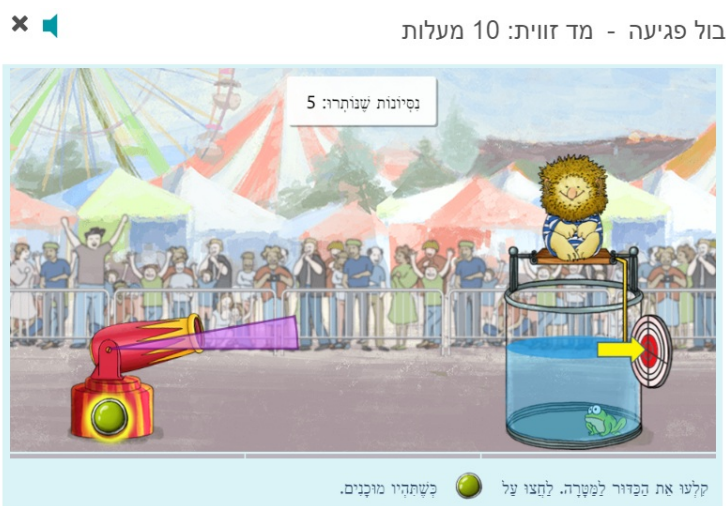 בול פגיעה - מד זווית: 10 מעלות
נִסְיוֹנוֹת שֶׁנּוֹתְרוּ: 5
קִלְעוּ אֶת הַכַּדּוּר לַמַּטָּרָה. לַחֲצוּ עַל כְּשֶׁתִּהְיוּ מוּכָנִים.